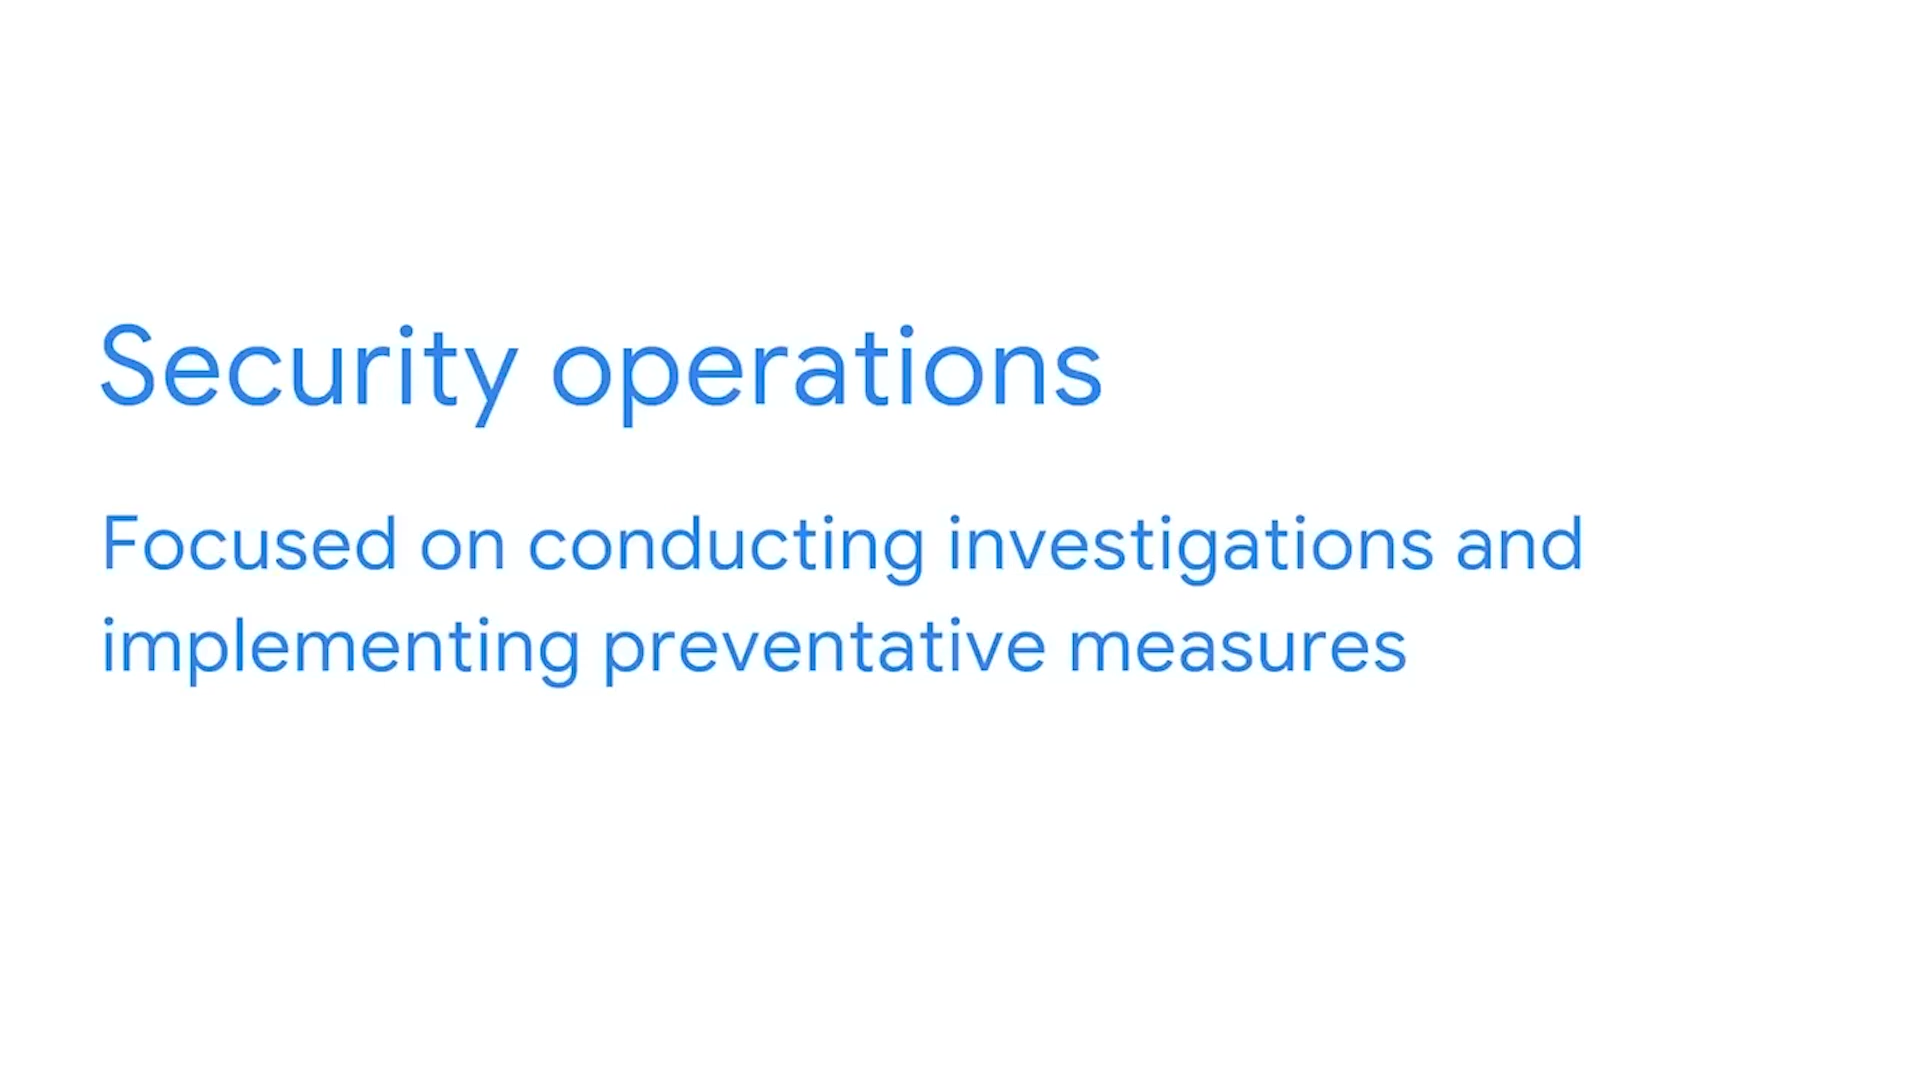 Security operations
Focused on conducting investigations and
implementing preventative measures